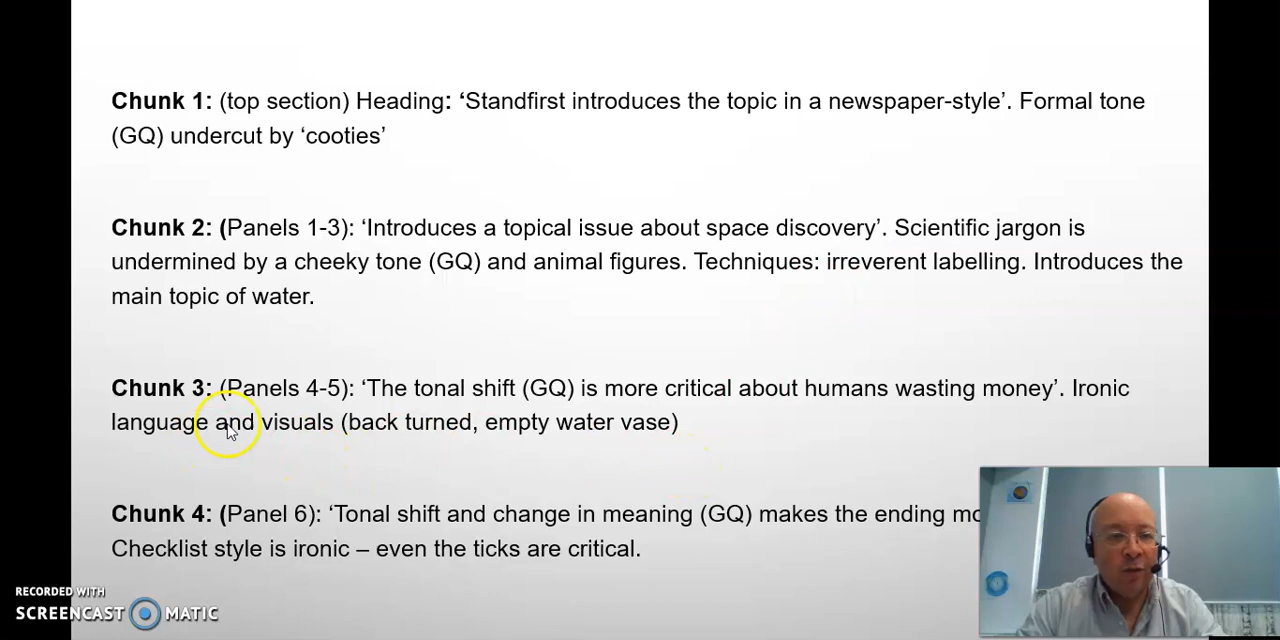 Chunk 1: (top section) Heading: ‘Standfirst introduces the topic in a newspaper-style’. Formal tone
(GQ) undercut by ‘cooties’
Chunk 2: (Panels 1-3): ‘Introduces a topical issue about space discovery’. Scientific jargon is
undermined by a cheeky tone (GQ) and animal figures. Techniques: irreverent labelling. Introduces the
main topic of water.
Chunk 3: (Panels 4-5): ‘The tonal shift (GQ) is more critical about humans wasting money’. Ironic
language and visuals (back turned, empty water vase)
Chunk 4: (Panel 6): ‘Tonal shift and change in meaning (GQ) makes the ending
Checklist style is ironic – even the ticks are critical.
RECORDED WITH
SCREENCAST MATIC